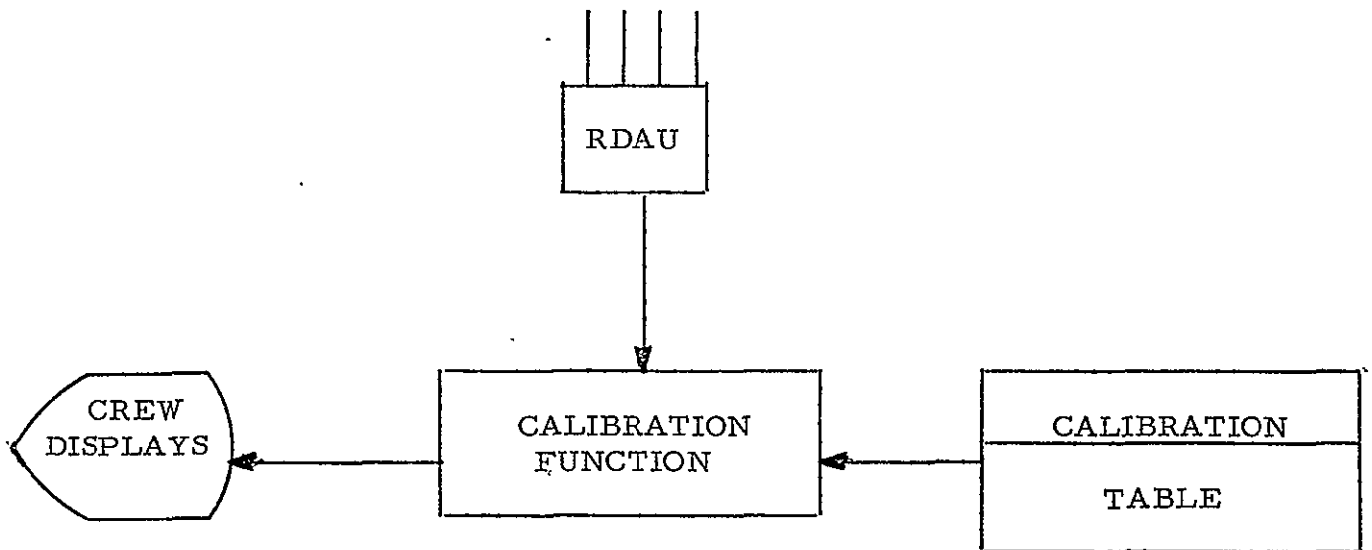 RDAU
CREW
DISPLAYS
CALIBRATION
FUNCTION
CALIBRATION
TABLE